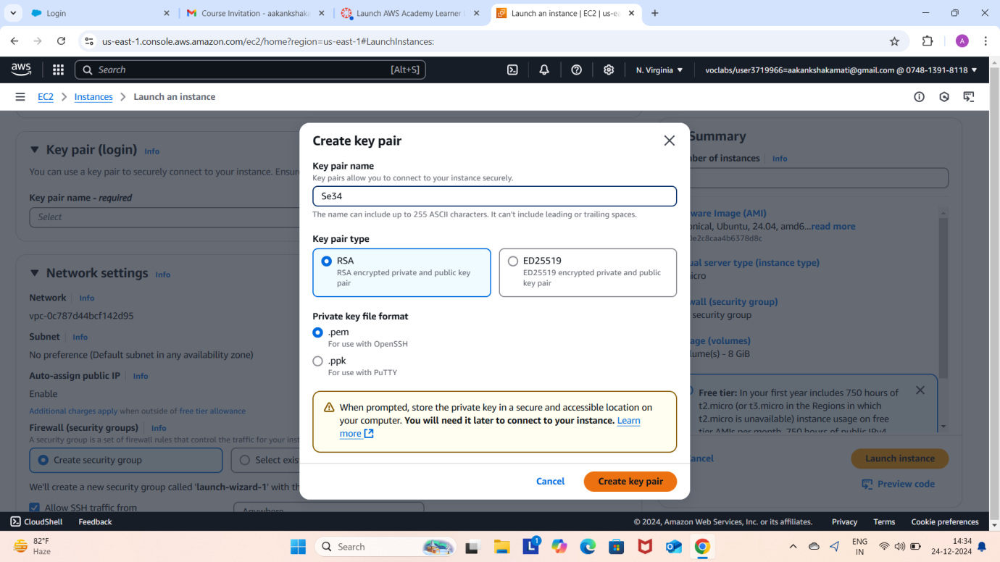 Login
Course Invitation - aakanksha
Launch AWS Academy Learner
Launch an instance | EC2 | us-ea
us-east-1.console.aws.amazon.com/ec2/home?region=us-east-1#LaunchInstances:
A
aws
Search
[Alt+S]
N. Virginia
voclabs/user3719966=aakankshakamati@gmail.com @ 0748-1391-8118
EC2
Instances
Launch an instance
Key pair (login) Info
You can use a key pair to securely connect to your instance. Ensure
Key pair name - required
Select
Network settings Info
Network Info
vpc-0c787d44bcf142d95
Subnet Info
No preference (Default subnet in any availability zone)
Auto-assign public IP Info
Enable
Additional charges apply when outside of free tier allowance
Firewall (security groups) Info
A security group is a set of firewall rules that control the traffic for your inst
Create security group
Select exis
We'll create a new security group called 'launch-wizard-1' with th
Allow SSH traffic from
Anywhere
Create key pair
Key pair name
Key pairs allow you to connect to your instance securely.
Se34
The name can include up to 255 ASCII characters. It can't include leading or trailing spaces.
Key pair type
RSA
RSA encrypted private and public key
pair
ED25519
ED25519 encrypted private and public
key pair
Private key file format
.pem
For use with OpenSSH
.ppk
For use with PuTTY
When prompted, store the private key in a secure and accessible location on
your computer. You will need it later to connect to your instance. Learn
more
Cancel
Create key pair
Summary
ber of instances Info
ware Image (AMI)
onical, Ubuntu, 24.04, amd6...read more
0e2c8caa4b6378d8c
ual server type (instance type)
icro
wall (security group)
security group
age (volumes)
lume(s) - 8 GiB
Free tier: In your first year includes 750 hours of
t2.micro (or t3.micro in the Regions in which
t2.micro is unavailable) instance usage on free
tier AMIs per month, 750 hours of public IPv4
ancel
Launch instance
Preview code
CloudShell
Feedback
© 2024, Amazon Web Services, Inc. or its affiliates.
Privacy
Terms
Cookie preferences
82°F
Haze
Search
L
1
ENG
IN
14:34
24-12-2024